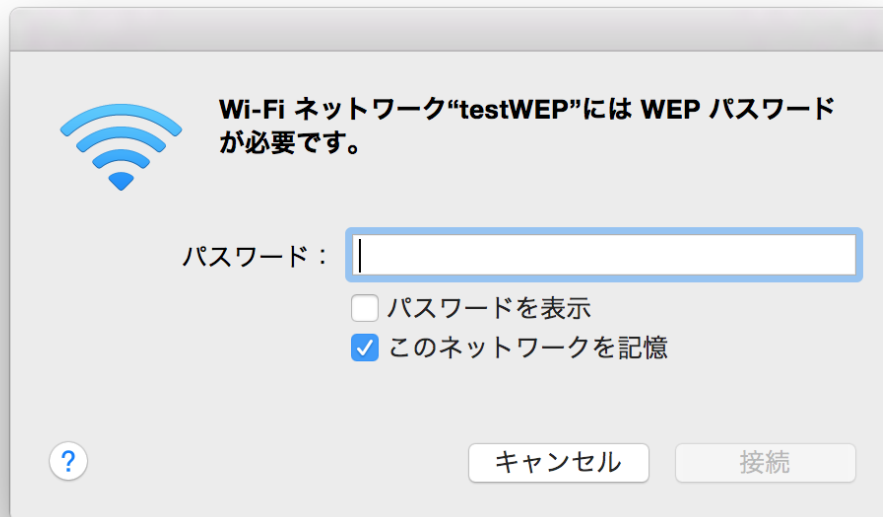 Wi-Fi ネットワーク“testWEP”には WEP パスワード
が必要です。
パスワード：
パスワードを表示
このネットワークを記憶
?
キャンセル
接続